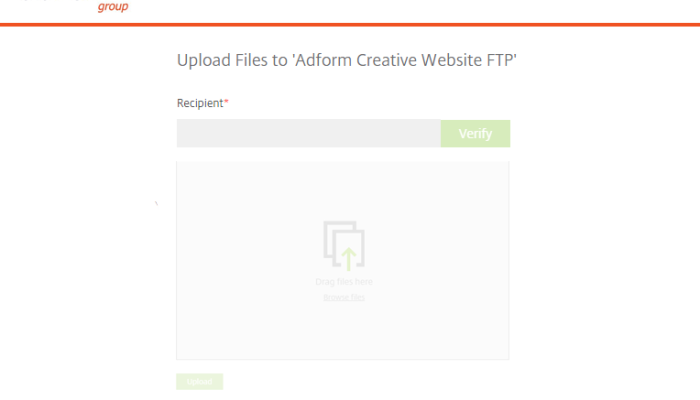 group
Upload Files to 'Adform Creative Website FTP'
Recipient*
Verify
Drag files here
Browse files
Upload